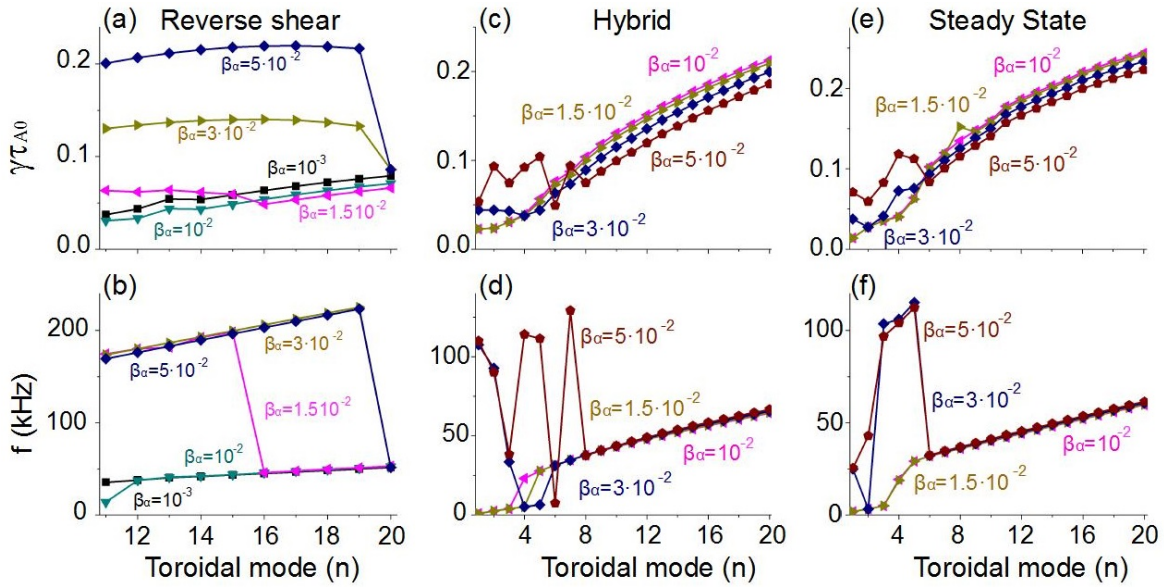 (a) Reverse shear
(c) Hybrid
(e) Steady State
γτA0
0.2
0.1
0.0
βα=5·10-2
βα=3·10-2
βα=10-3
βα=10-2
βα=1.510-2
0.2
0.1
0.0
βα=10-2
βα=1.5·10-2
βα=5·10-2
βα=3·10-2
0.2
0.1
0.0
βα=10-2
βα=1.5·10-2
βα=5·10-2
βα=3·10-2
(b)
(d)
(f)
f (kHz)
200
100
0
βα=5·10-2
βα=3·10-2
βα=1.510-2
βα=10-2
βα=10-3
12 14 16 18 20
Toroidal mode (n)
100
50
0
βα=5·10-2
βα=1.5·10-2
βα=10-2
βα=3·10-2
4 8 12 16 20
Toroidal mode (n)
100
50
0
βα=5·10-2
βα=3·10-2
βα=10-2
βα=1.5·10-2
4 8 12 16 20
Toroidal mode (n)